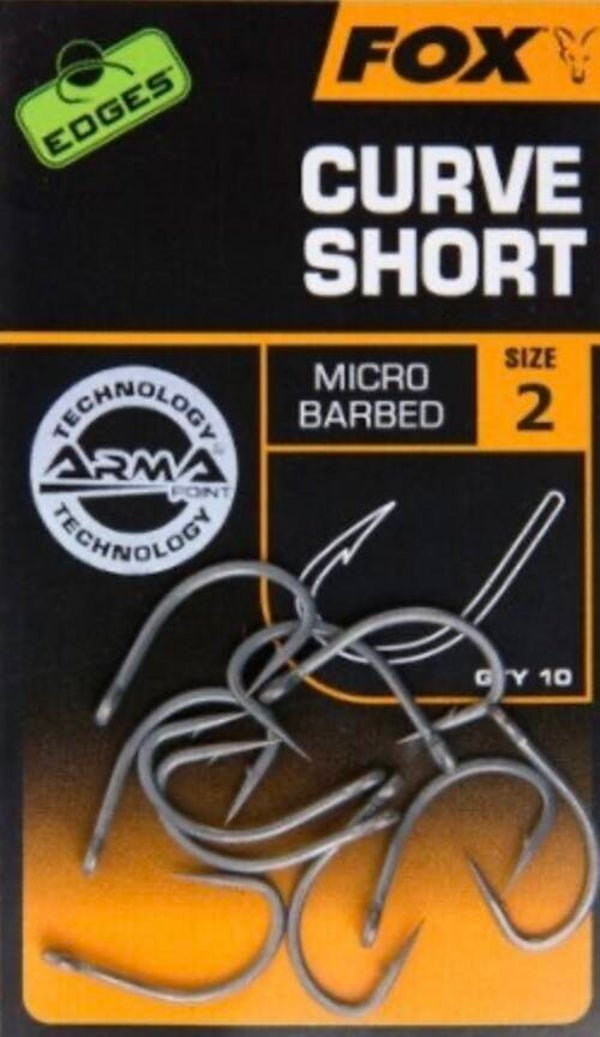 EDGES
FOX
CURVE
SHORT
MICRO
BARBED
SIZE
2
TECHNOLOGY
ARMA
POINT
TECHNOLOGY
QTY 10